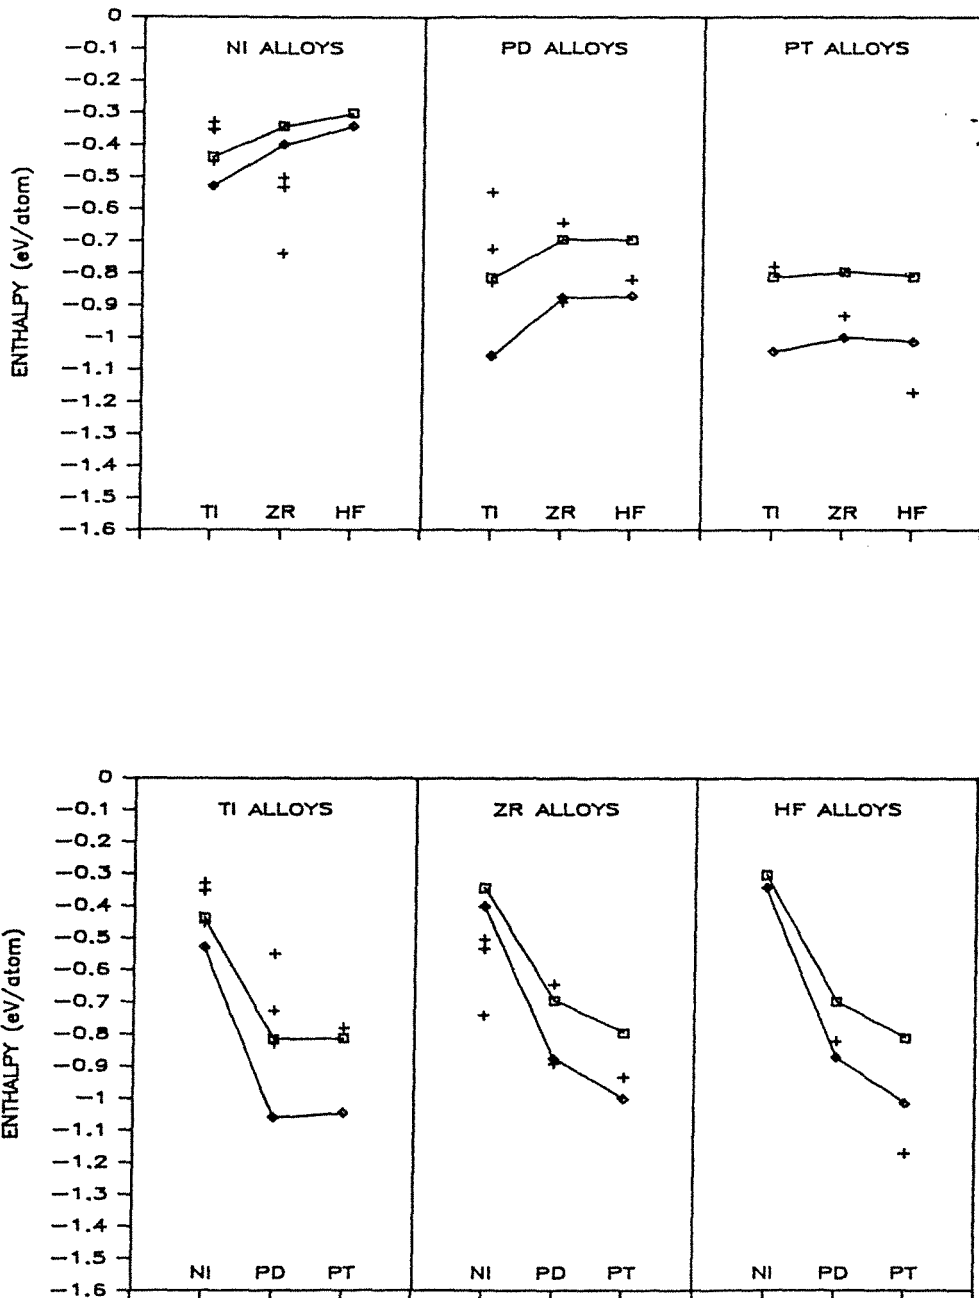 0
-0.1
-0.2
-0.3
-0.4
-0.5
-0.6
-0.7
-0.8
-0.9
-1
-1.1
-1.2
-1.3
-1.4
-1.5
-1.6
ENTHALPY (eV/atom)
NI ALLOYS
PD ALLOYS
PT ALLOYS
TI ZR HF
TI ZR HF
TI ZR HF
0
-0.1
-0.2
-0.3
-0.4
-0.5
-0.6
-0.7
-0.8
-0.9
-1
-1.1
-1.2
-1.3
-1.4
-1.5
-1.6
ENTHALPY (eV/atom)
TI ALLOYS
ZR ALLOYS
HF ALLOYS
NI PD PT
NI PD PT
NI PD PT